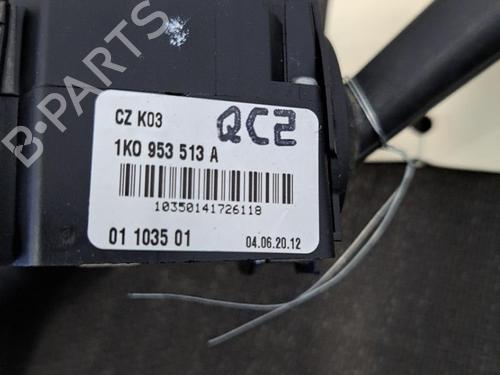 CZ K03
QC2
1K0 953 513 A
10350141726118
01 1035 01
04.06.20.12
B-PARTS